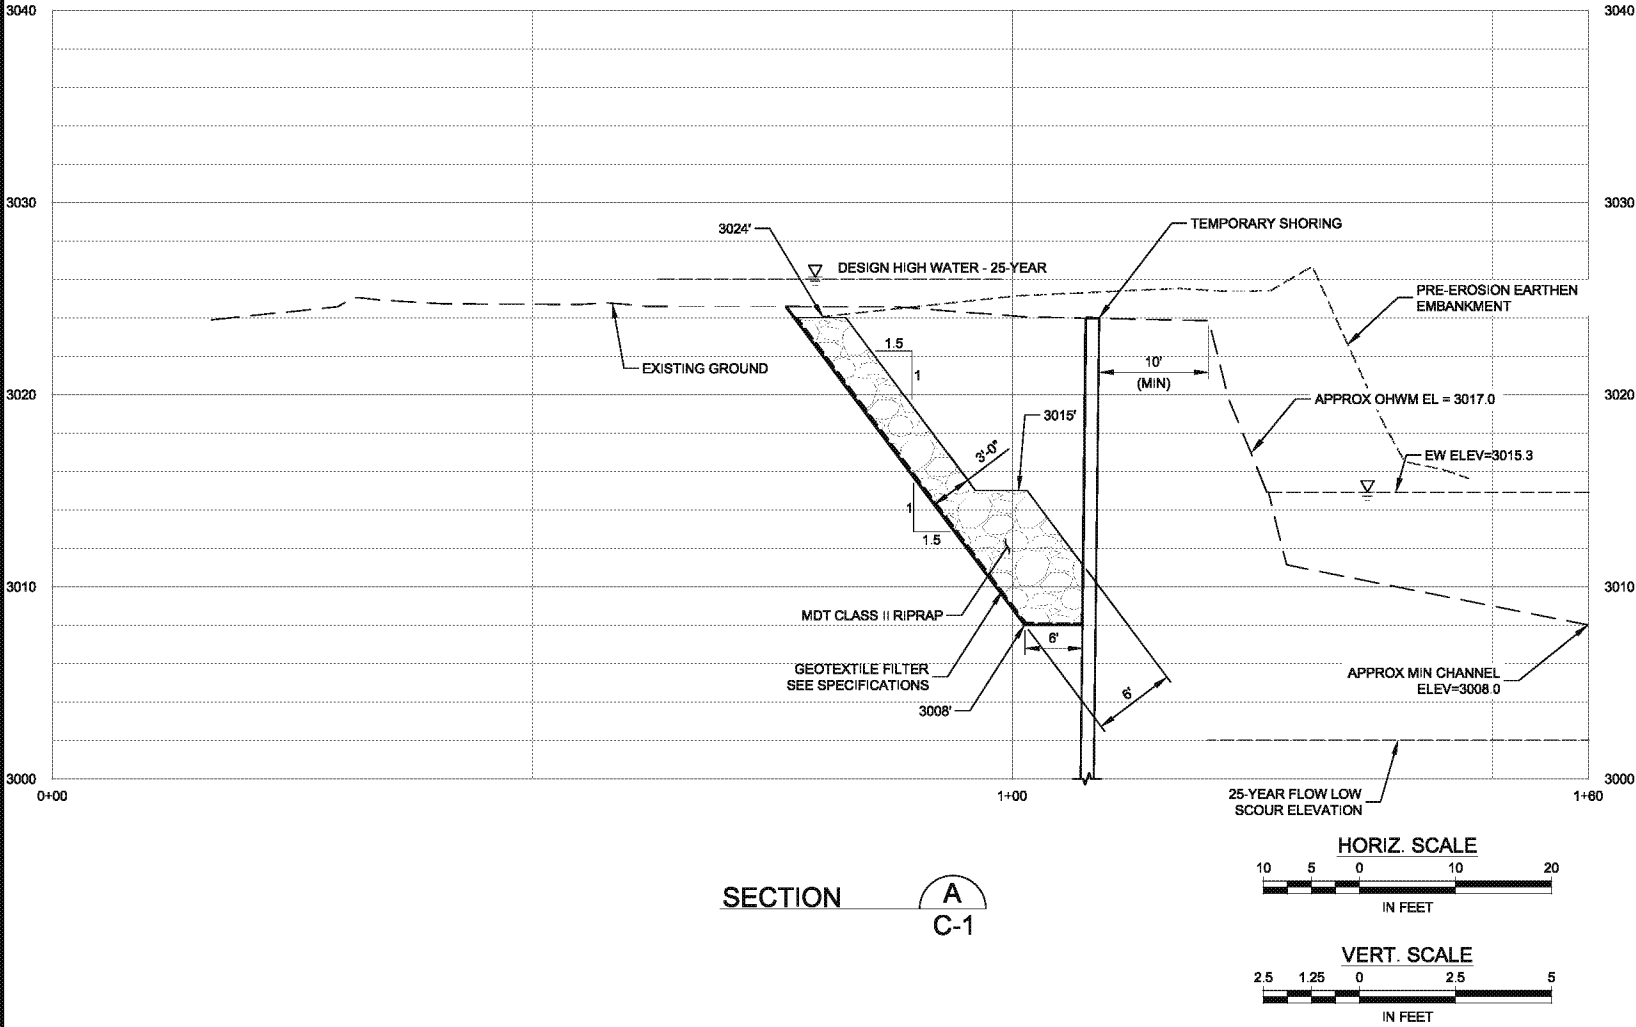 3040
3040
3030
3030
3024'
TEMPORARY SHORING
DESIGN HIGH WATER - 25-YEAR
PRE-EROSION EARTHEN
EMBANKMENT
1.5
1
10'
(MIN)
EXISTING GROUND
3020
3020
APPROX OHWM EL = 3017.0
3015'
3'-0"
EW ELEV=3015.3
1
1.5
3010
3010
MDT CLASS II RIPRAP
6'
GEOTEXTILE FILTER
SEE SPECIFICATIONS
APPROX MIN CHANNEL
ELEV=3008.0
6'
3008'
3000
3000
0+00
1+00
1+60
25-YEAR FLOW LOW
SCOUR ELEVATION
HORIZ. SCALE
10 5 0 10 20
IN FEET
SECTION
A
C-1
VERT. SCALE
2.5 1.25 0 2.5 5
IN FEET